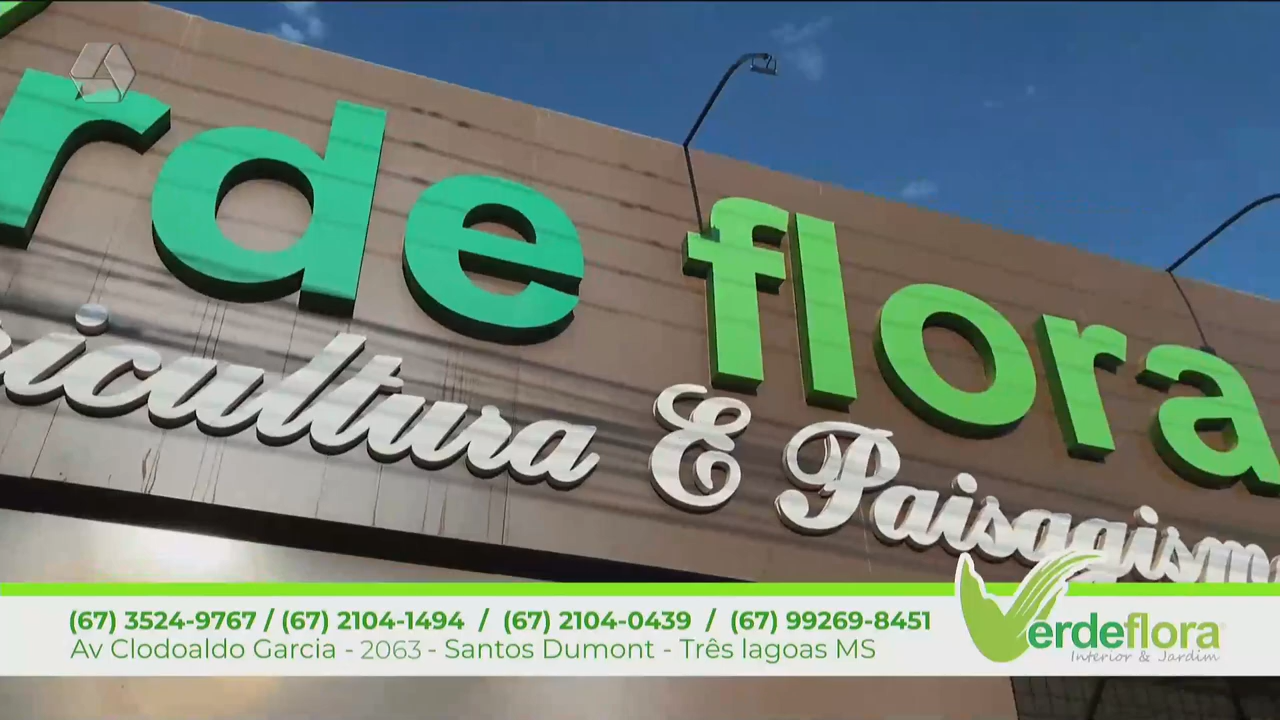 rde flora
icultura E Paisagism
(67) 3524-9767 / (67) 2104-1494 / (67) 2104-0439 / (67) 99269-8451
Av Clodoaldo Garcia - 2063 - Santos Dumont - Três lagoas MS
Verdeflora
Interior & Jardim